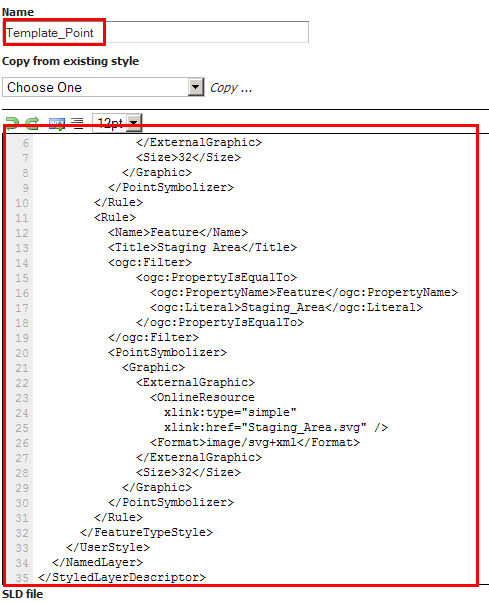 Name
Template_Point
Copy from existing style
Choose One Copy ...
12pt
6 </ExternalGraphic>
7 <Size>32</Size>
8 </Graphic>
9 </PointSymbolizer>
10 </Rule>
11 <Rule>
12 <Name>Feature</Name>
13 <Title>Staging Area</Title>
14 <ogc:Filter>
15 <ogc:PropertyIsEqualTo>
16 <ogc:PropertyName>Feature</ogc:PropertyName>
17 <ogc:Literal>Staging_Area</ogc:Literal>
18 </ogc:PropertyIsEqualTo>
19 </ogc:Filter>
20 <PointSymbolizer>
21 <Graphic>
22 <ExternalGraphic>
23 <OnlineResource
24 xlink:type="simple"
25 xlink:href="Staging_Area.svg" />
26 <Format>image/svg+xml</Format>
27 </ExternalGraphic>
28 <Size>32</Size>
29 </Graphic>
30 </PointSymbolizer>
31 </Rule>
32 </FeatureTypeStyle>
33 </UserStyle>
34 </NamedLayer>
35 </StyledLayerDescriptor>
SLD file